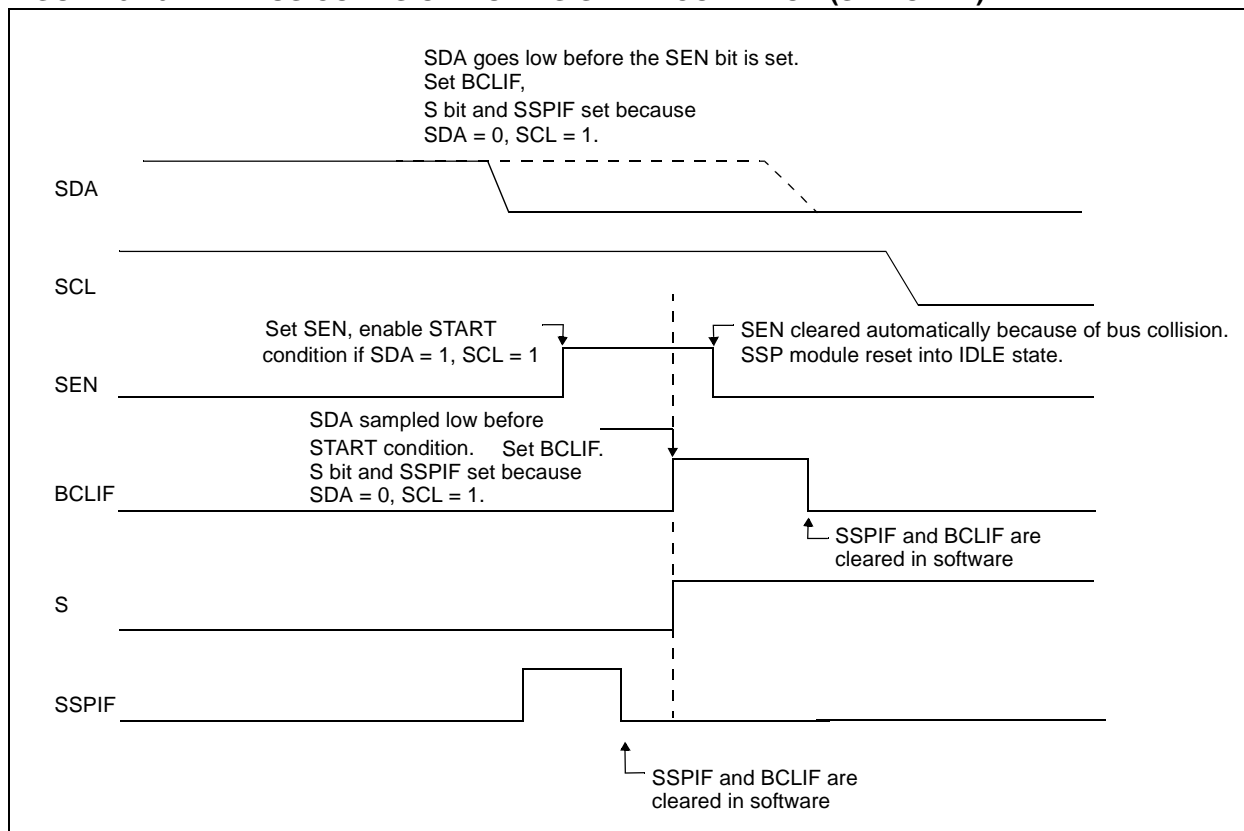 SDA goes low before the SEN bit is set.
Set BCLIF,
S bit and SSPIF set because
SDA = 0, SCL = 1.
SDA
SCL
Set SEN, enable START
condition if SDA = 1, SCL = 1
SEN cleared automatically because of bus collision.
SSP module reset into IDLE state.
SEN
SDA sampled low before
START condition. Set BCLIF.
S bit and SSPIF set because
SDA = 0, SCL = 1.
BCLIF
SSPIF and BCLIF are
cleared in software
S
SSPIF
SSPIF and BCLIF are
cleared in software